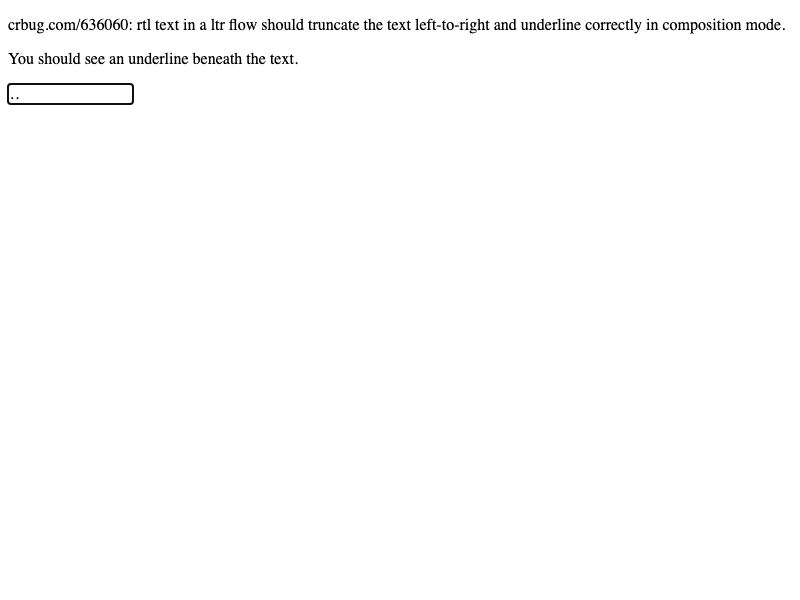 crbug.com/636060: rtl text in a ltr flow should truncate the text left-to-right and underline correctly in composition mode.
You should see an underline beneath the text.
..